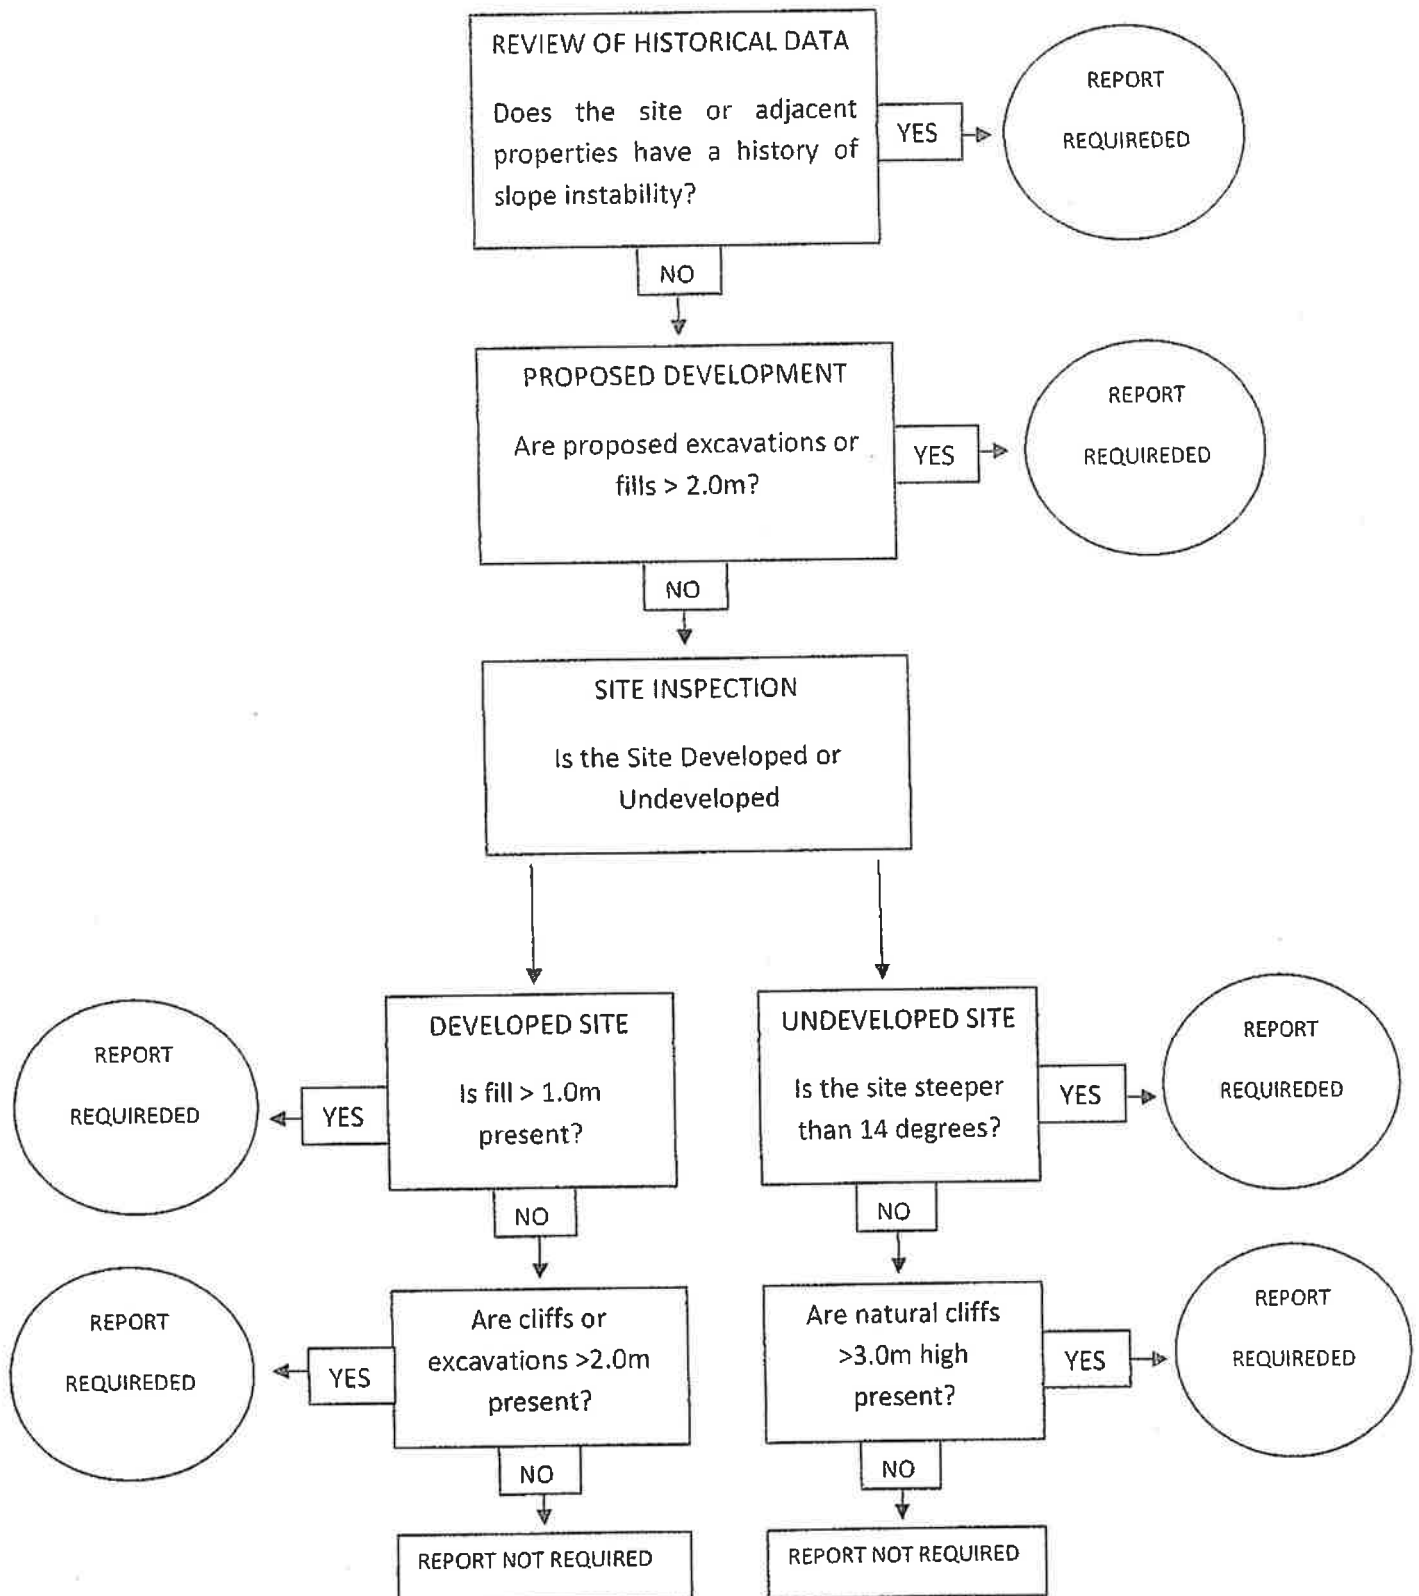 REVIEW OF HISTORICAL DATA
Does the site or adjacent
properties have a history of
slope instability?
YES
REPORT
REQUIREDED
NO
PROPOSED DEVELOPMENT
Are proposed excavations or
fills > 2.0m?
YES
REPORT
REQUIREDED
NO
SITE INSPECTION
Is the Site Developed or
Undeveloped
DEVELOPED SITE
Is fill > 1.0m
present?
YES
REPORT
REQUIREDED
NO
Are cliffs or
excavations >2.0m
present?
YES
REPORT
REQUIREDED
NO
REPORT NOT REQUIRED
UNDEVELOPED SITE
Is the site steeper
than 14 degrees?
YES
REPORT
REQUIREDED
NO
Are natural cliffs
>3.0m high
present?
YES
REPORT
REQUIREDED
NO
REPORT NOT REQUIRED